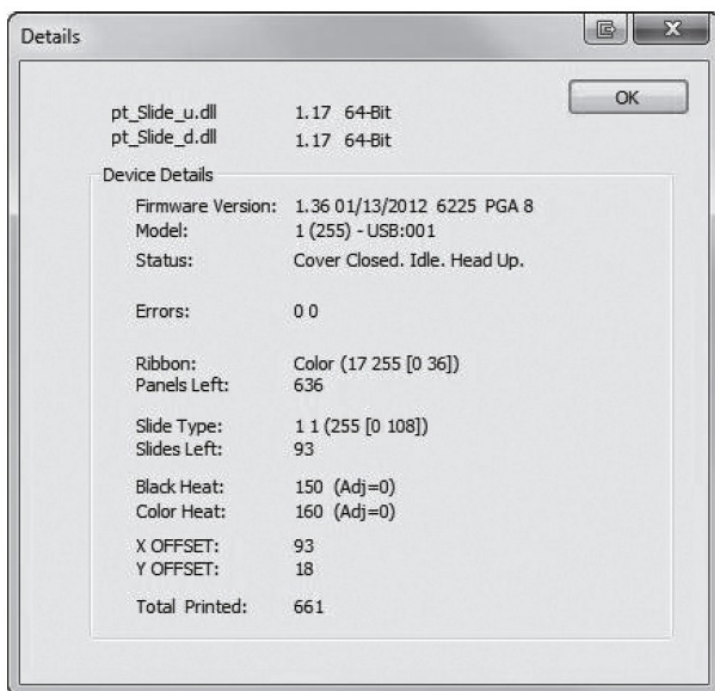 Details
OK
pt_Slide_u.dll 1.17 64-Bit
pt_Slide_d.dll 1.17 64-Bit
Device Details
Firmware Version: 1.36 01/13/2012 6225 PGA 8
Model: 1 (255) - USB:001
Status: Cover Closed. Idle. Head Up.
Errors: 0 0
Ribbon: Color (17 255 [0 36])
Panels Left: 636
Slide Type: 1 1 (255 [0 108])
Slides Left: 93
Black Heat: 150 (Adj=0)
Color Heat: 160 (Adj=0)
X OFFSET: 93
Y OFFSET: 18
Total Printed: 661